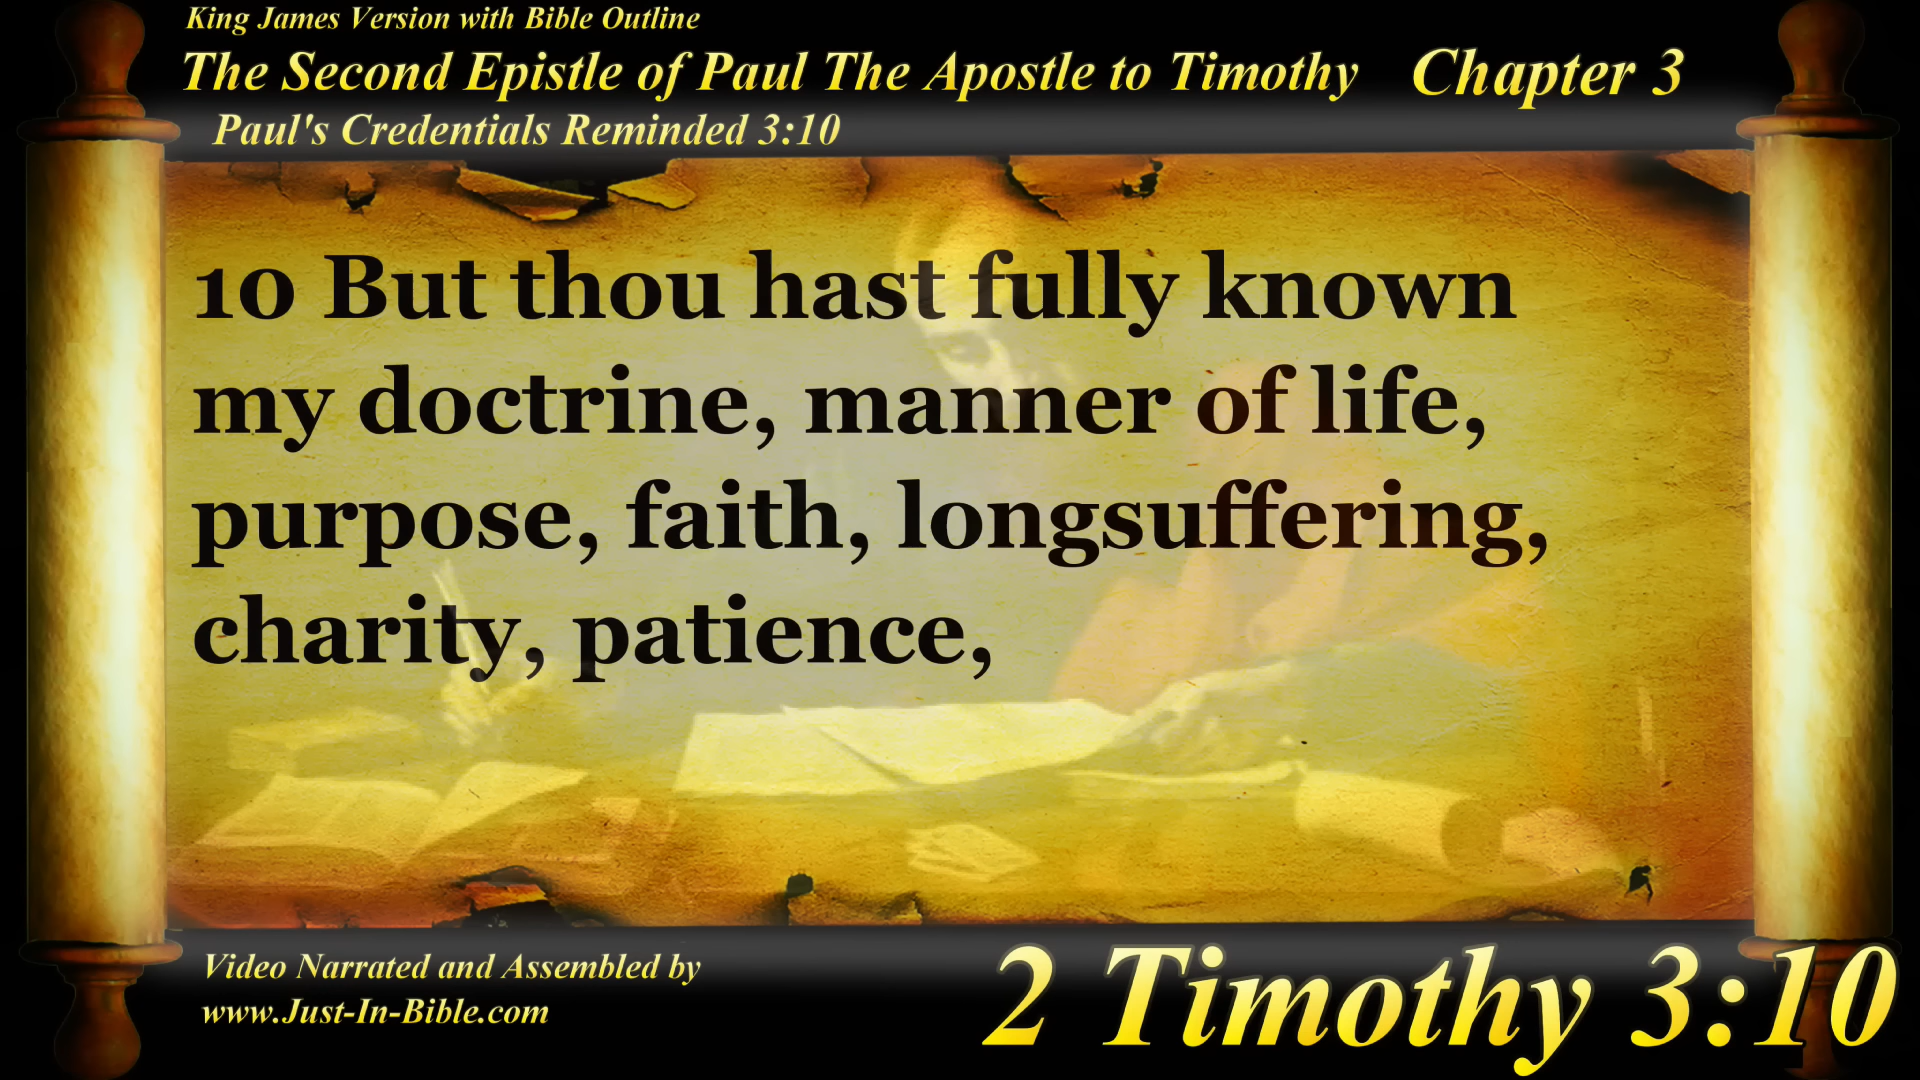 King James Version with Bible Outline
The Second Epistle of Paul The Apostle to Timothy Chapter 3
Paul's Credentials Reminded 3:10
10 But thou hast fully known
my doctrine, manner of life,
purpose, faith, longsuffering,
charity, patience,
Video Narrated and Assembled by
www.Just-In-Bible.com
2 Timothy 3:10